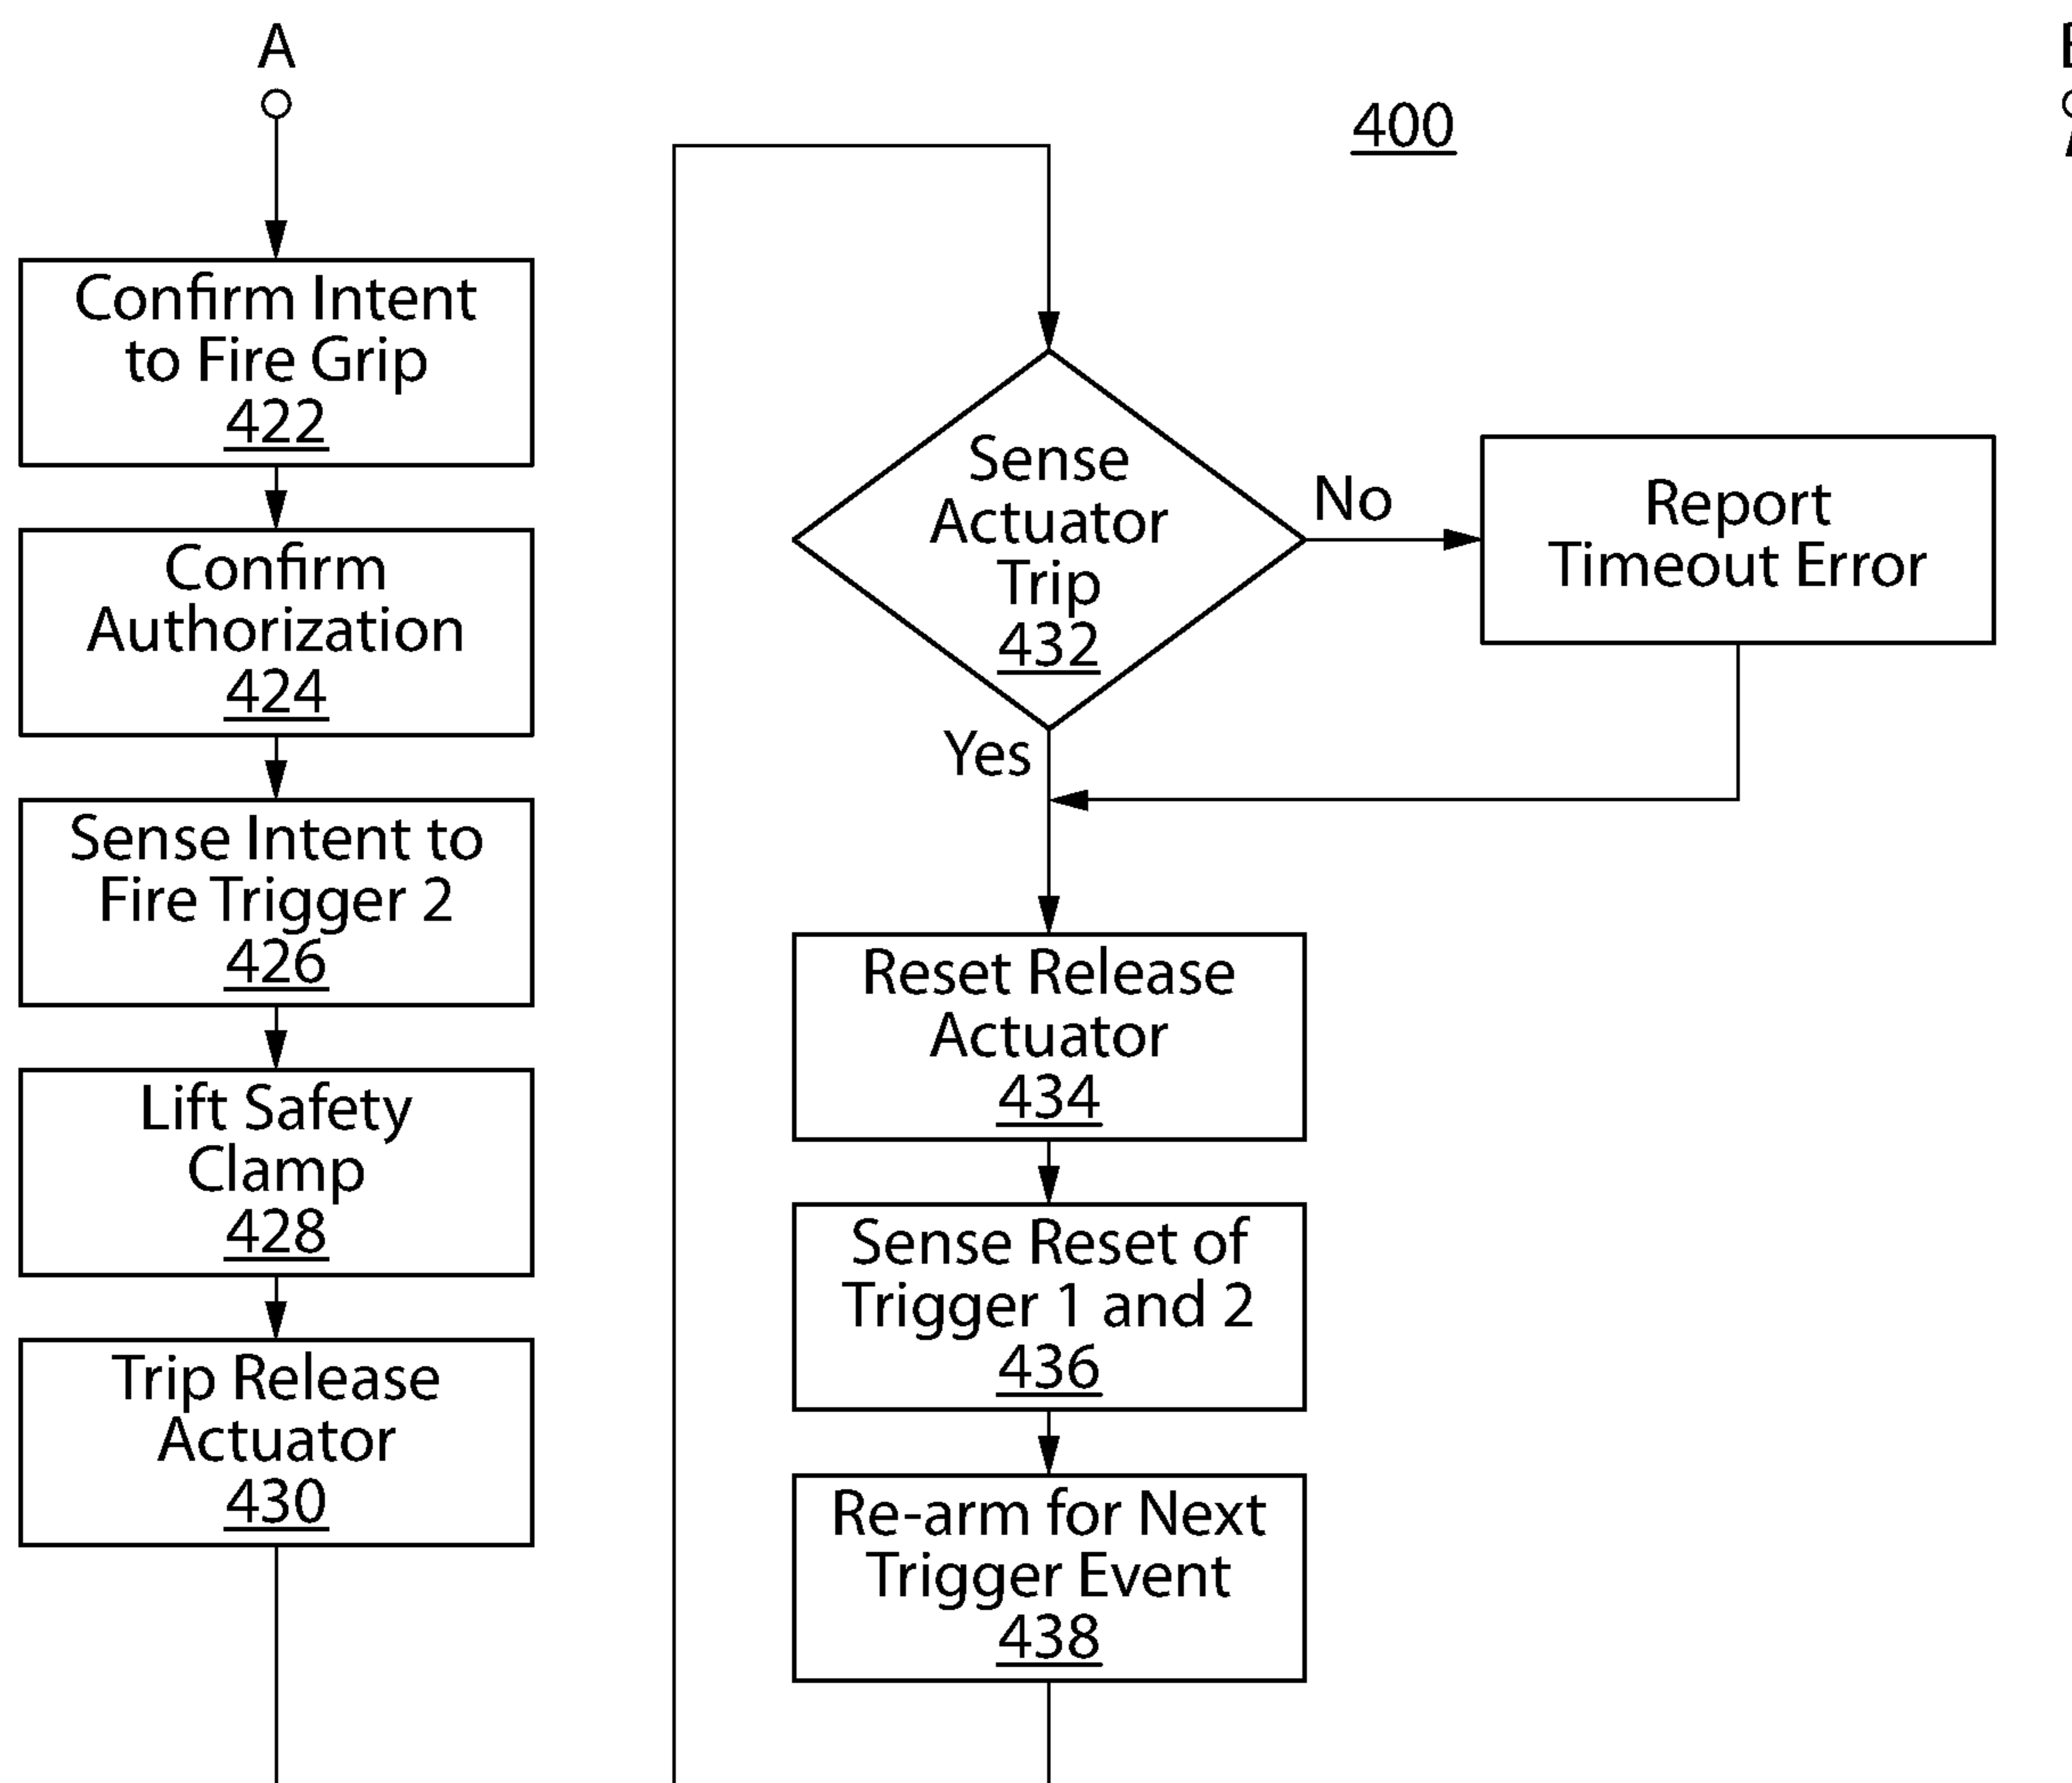 A
Confirm Intent
to Fire Grip
422
Confirm
Authorization
424
Sense Intent to
Fire Trigger 2
426
Lift Safety
Clamp
428
Trip Release
Actuator
430
400
Sense
Actuator
Trip
432
No
Yes
Report
Timeout Error
Reset Release
Actuator
434
Sense Reset of
Trigger 1 and 2
436
Re-arm for Next
Trigger Event
438